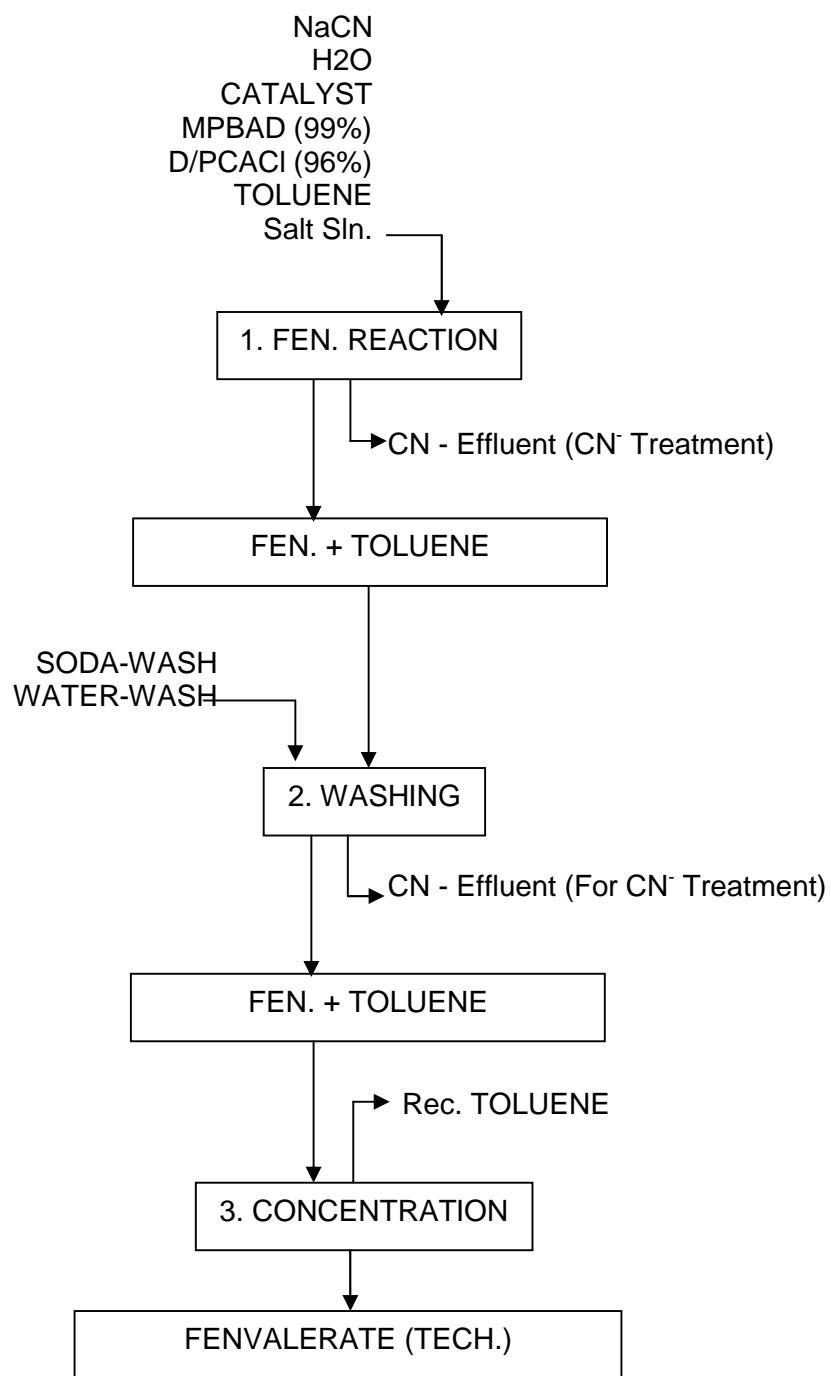 NaCN
H2O
CATALYST
MPBAD (99%)
D/PCACl (96%)
TOLUENE
Salt Sln.
1. FEN. REACTION
CN - Effluent (CN⁻ Treatment)
FEN. + TOLUENE
SODA-WASH
WATER-WASH
2. WASHING
CN - Effluent (For CN⁻ Treatment)
FEN. + TOLUENE
Rec. TOLUENE
3. CONCENTRATION
FENVALERATE (TECH.)